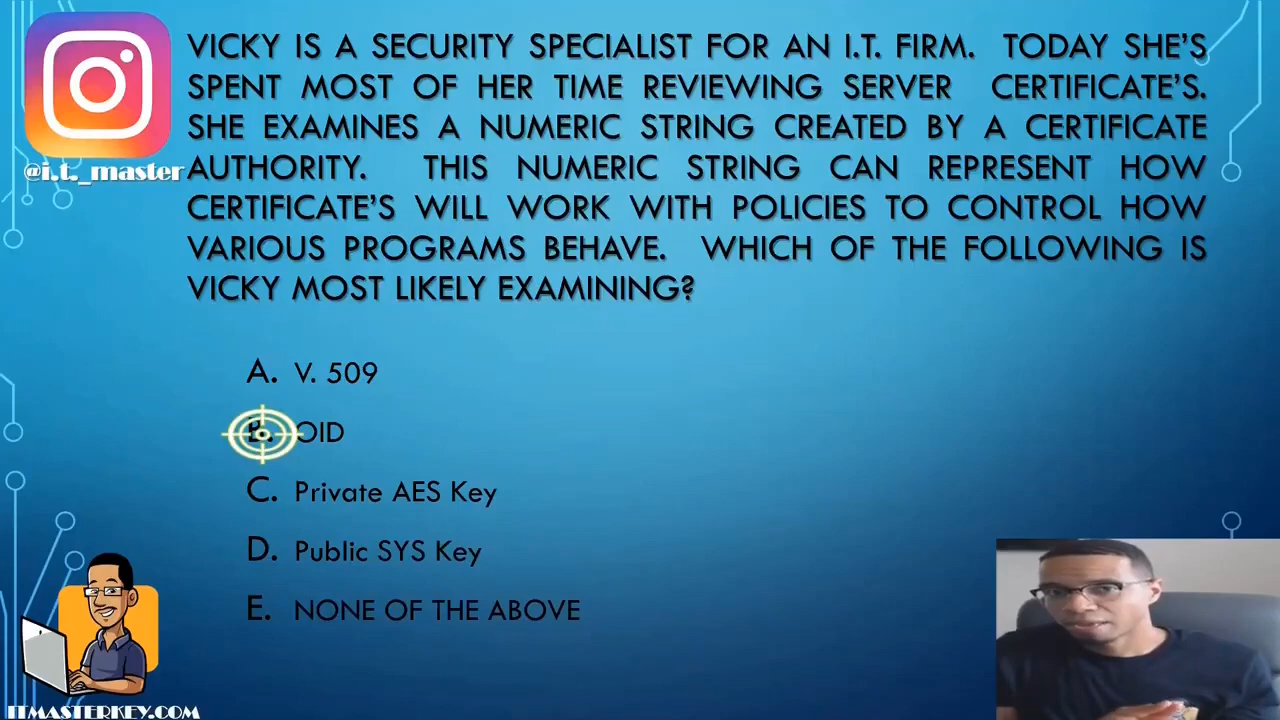 VICKY IS A SECURITY SPECIALIST FOR AN I.T. FIRM. TODAY SHE'S
SPENT MOST OF HER TIME REVIEWING SERVER CERTIFICATE'S.
SHE EXAMINES A NUMERIC STRING CREATED BY A CERTIFICATE
@i.t._master
AUTHORITY. THIS NUMERIC STRING CAN REPRESENT HOW
CERTIFICATE'S WILL WORK WITH POLICIES TO CONTROL HOW
VARIOUS PROGRAMS BEHAVE. WHICH OF THE FOLLOWING IS
VICKY MOST LIKELY EXAMINING?
A. V. 509
B. OID
C. Private AES Key
D. Public SYS Key
E. NONE OF THE ABOVE
ITMASTERKEY.COM